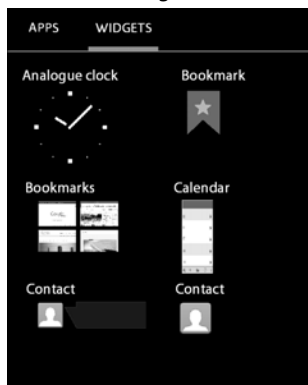 APPS WIDGETS
Analogue clock Bookmark
Bookmarks Calendar
Contact Contact